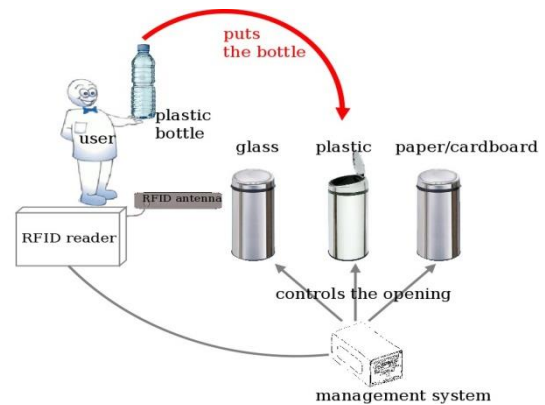 puts
the bottle
plastic
bottle
user
glass
plastic
paper/cardboard
RFID antenna
RFID reader
controls the opening
management system